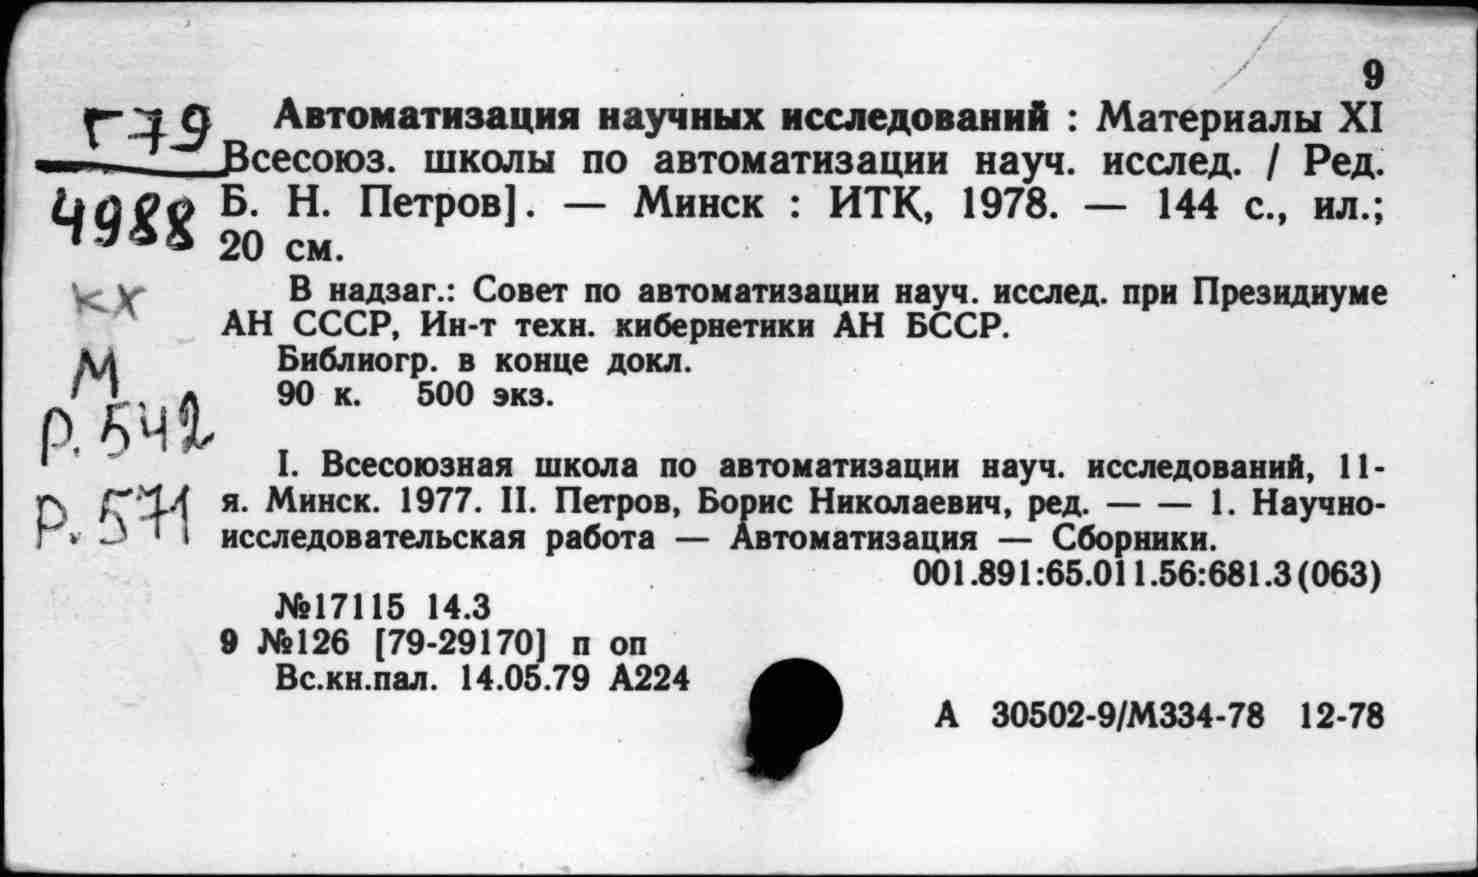 9
Г79
4988
кх
М
р. 542
р. 571
Автоматизация научных исследований : Материалы XI
Всесоюз. школы по автоматизации науч. исслед. / Ред.
Б. Н. Петров]. — Минск : ИТК, 1978. — 144 с., ил.;
20 см.
В надзаг.: Совет по автоматизации науч. исслед. при Президиуме
АН СССР, Ин-т техн. кибернетики АН БССР.
Библиогр. в конце докл.
90 к. 500 экз.
I. Всесоюзная школа по автоматизации науч. исследований, 11-
я. Минск. 1977. II. Петров, Борис Николаевич, ред. — — 1. Научно-
исследовательская работа — Автоматизация — Сборники.
001.891:65.011.56:681.3(063)
№17115 14.3
9 №126 [79-29170] п оп
Вс.кн.пал. 14.05.79 А224
А 30502-9/М334-78 12-78